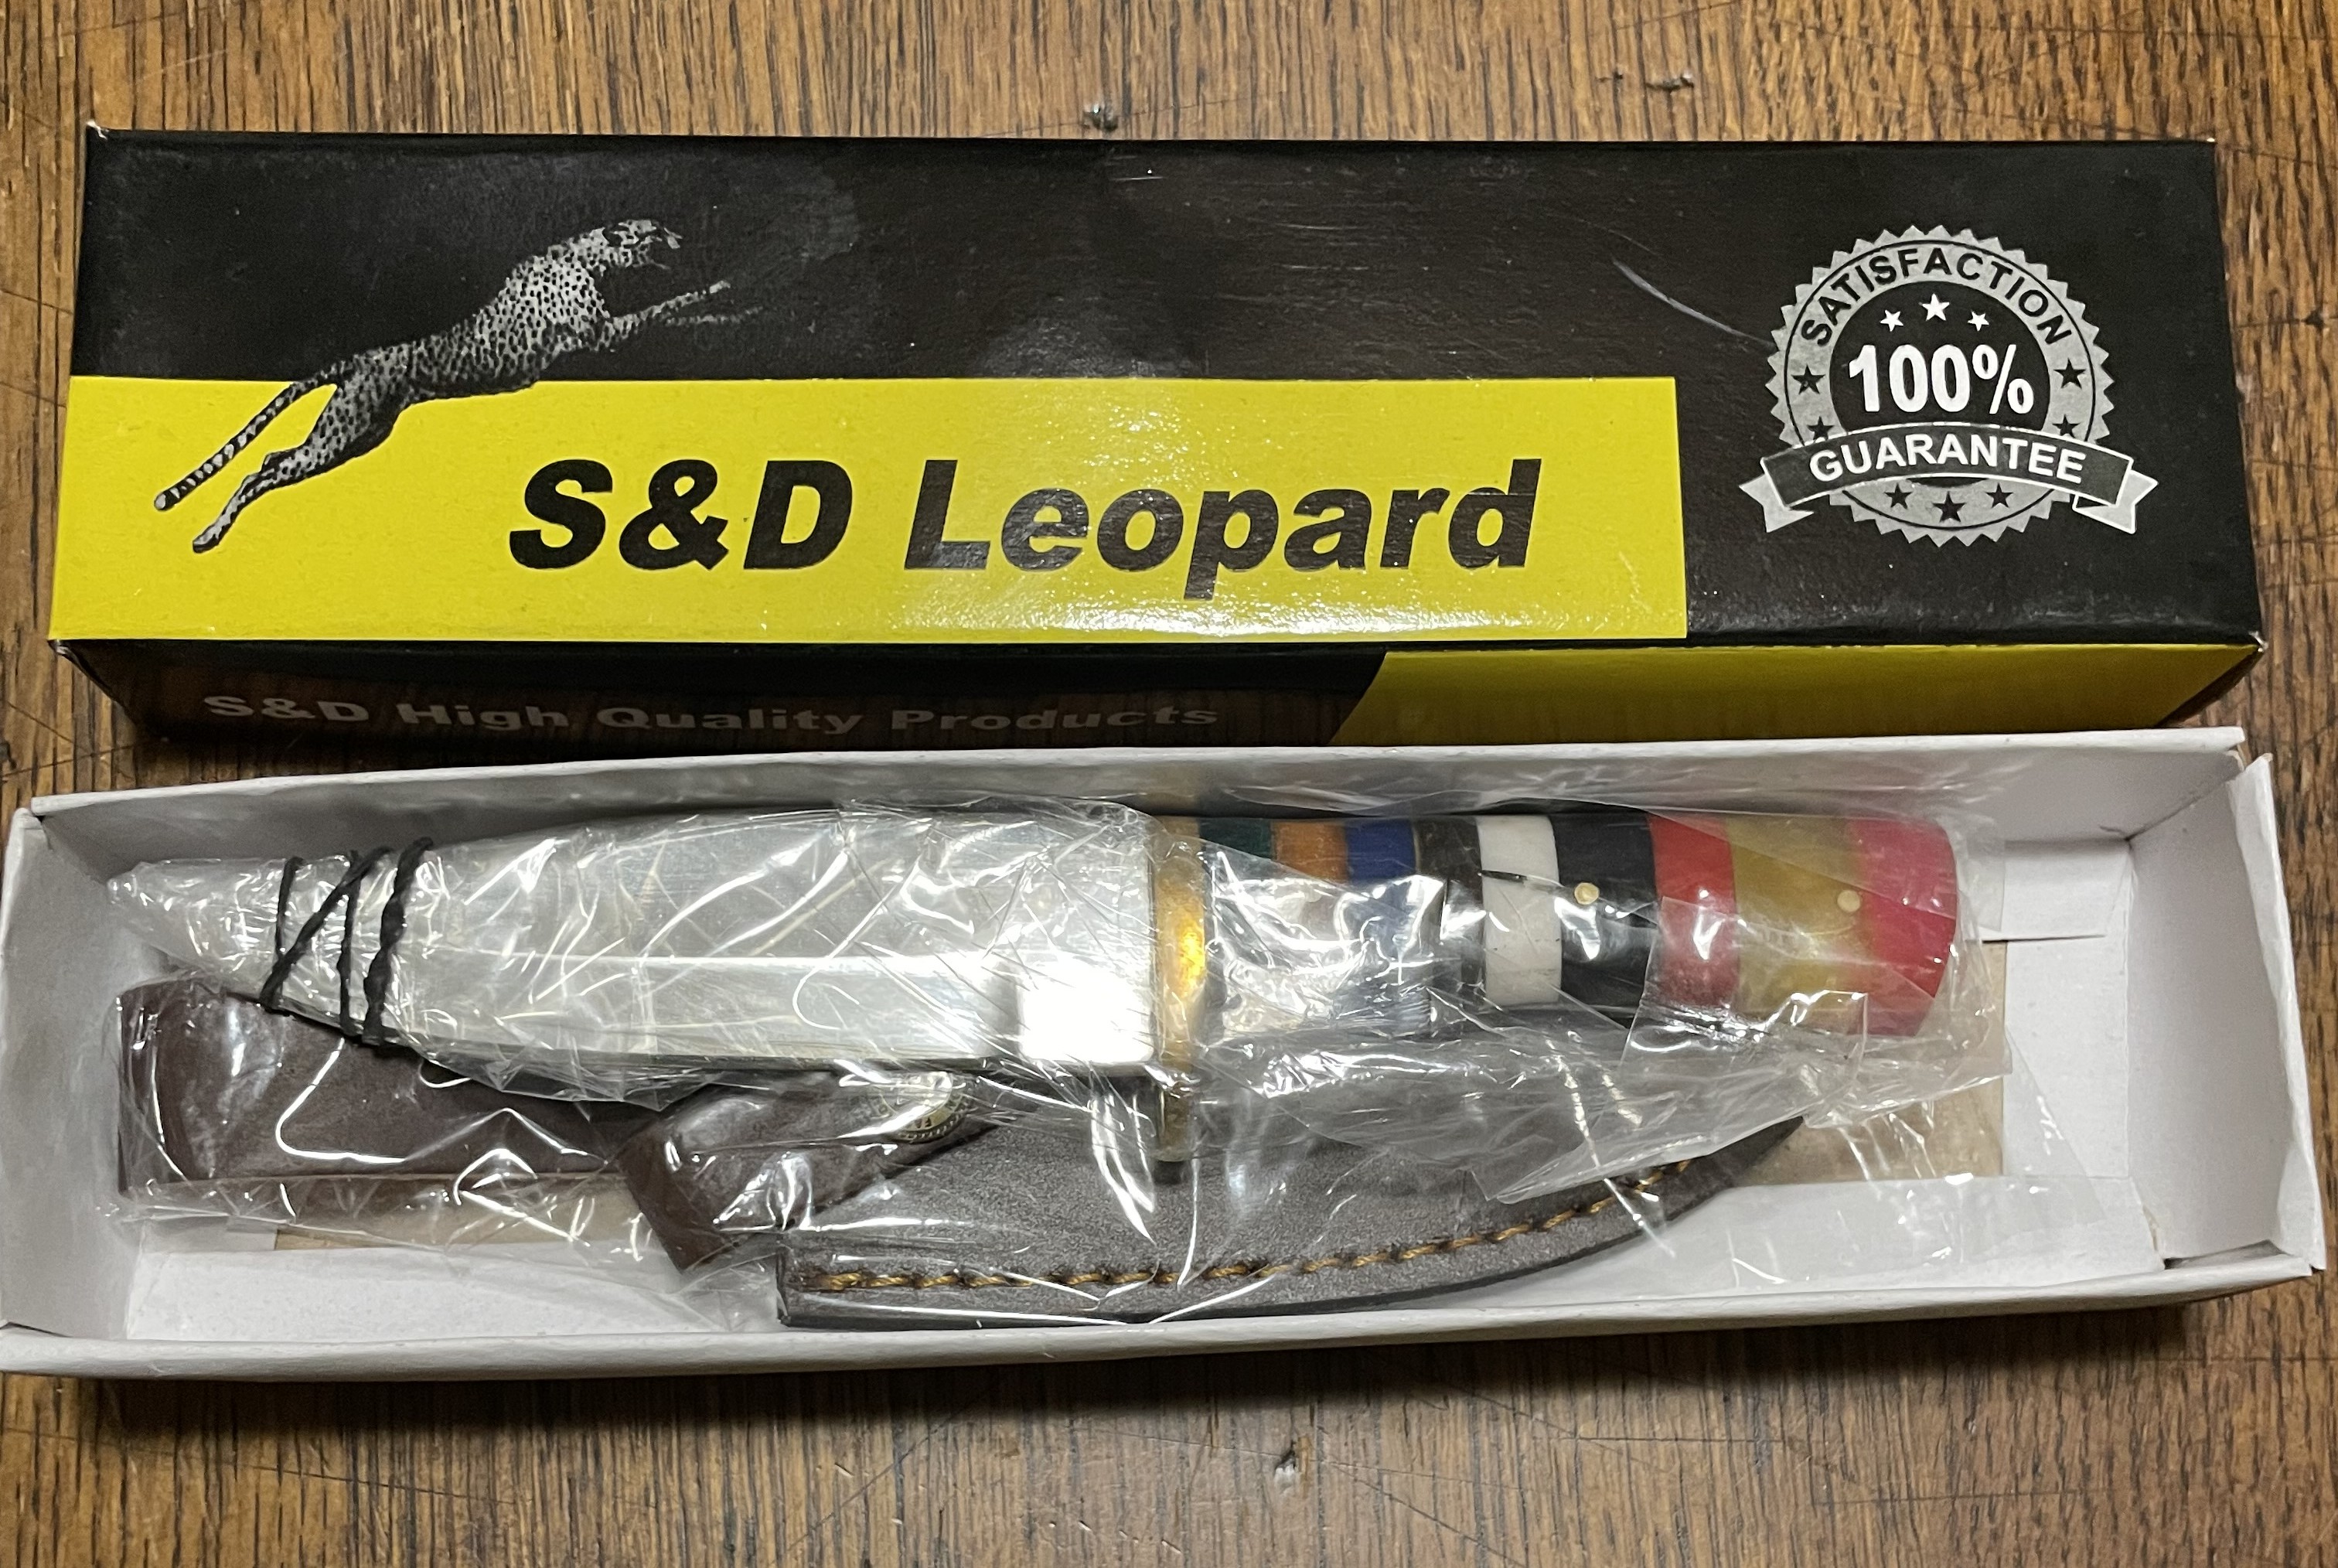 SATISFACTION
100%
GUARANTEE
S&D Leopard
S&D High Quality Products